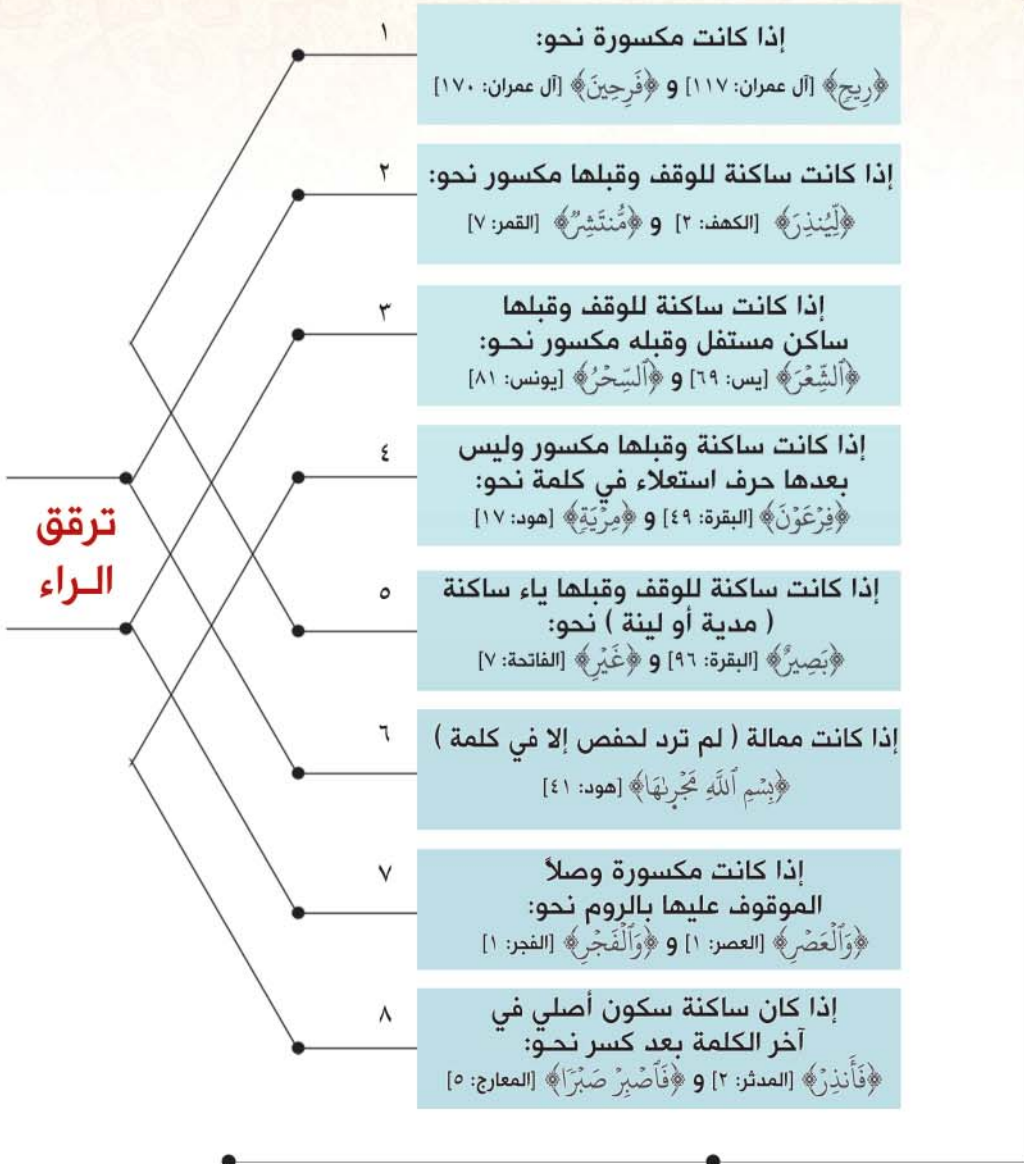 ١
إذا كانت مكسورة نحو:
﴿رِيحٍ﴾ [آل عمران: ١١٧] و ﴿فَرِحِينَ﴾ [آل عمران: ١٧٠]
٢
إذا كانت ساكنة للوقف وقبلها مكسور نحو:
﴿لِّيُنذِرَ﴾ [الكهف: ٢] و ﴿مُّنتَشِرٌ﴾ [القمر: ٧]
٣
إذا كانت ساكنة للوقف وقبلها
ساكن مستفل وقبله مكسور نحـو:
﴿ٱلشِّعْرَ﴾ [يس: ٦٩] و ﴿ٱلسِّحْرُ﴾ [يونس: ٨١]
٤
إذا كانت ساكنة وقبلها مكسور وليس
بعدها حرف استعلاء في كلمة نحو:
﴿فِرْعَوْنَ﴾ [البقرة: ٤٩] و ﴿مِرْيَةٍ﴾ [هود: ١٧]
ترقق
الـراء
٥
إذا كانت ساكنة للوقف وقبلها ياء ساكنة
( مدية أو لينة ) نحو:
﴿بَصِيرٌ﴾ [البقرة: ٩٦] و ﴿غَيْرِ﴾ [الفاتحة: ٧]
٦
إذا كانت ممالة ( لم ترد لحفص إلا في كلمة )
﴿بِسْمِ ٱللَّهِ مَجْر۪ىٰهَا﴾ [هود: ٤١]
٧
إذا كانت مكسورة وصلاً
الموقوف عليها بالروم نحو:
﴿وَٱلْعَصْرِ﴾ [العصر: ١] و ﴿وَٱلْفَجْرِ﴾ [الفجر: ١]
٨
إذا كان ساكنة سكون أصلي في
آخر الكلمة بعد كسر نحـو:
﴿فَأَنذِرْ﴾ [المدثر: ٢] و ﴿فَٱصْبِرْ صَبْرًا﴾ [المعارج: ٥]